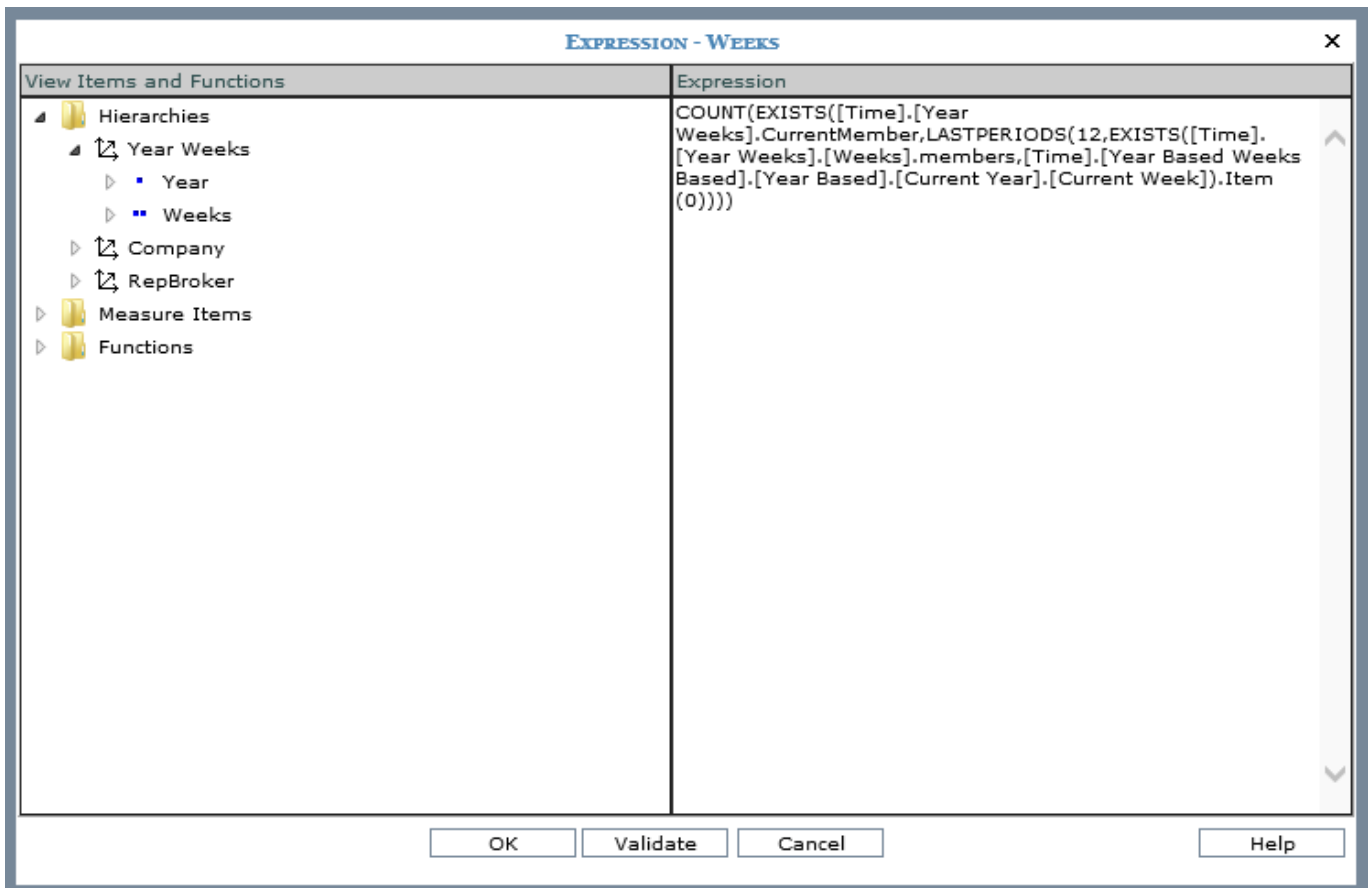 EXPRESSION - WEEKS
View Items and Functions
Hierarchies
Year Weeks
Year
Weeks
Company
RepBroker
Measure Items
Functions
Expression
COUNT(EXISTS([Time].[Year
Weeks].CurrentMember,LASTPERIODS(12,EXISTS([Time].
[Year Weeks].[Weeks].members,[Time].[Year Based Weeks
Based].[Year Based].[Current Year].[Current Week]).Item
(0))))
OK
Validate
Cancel
Help